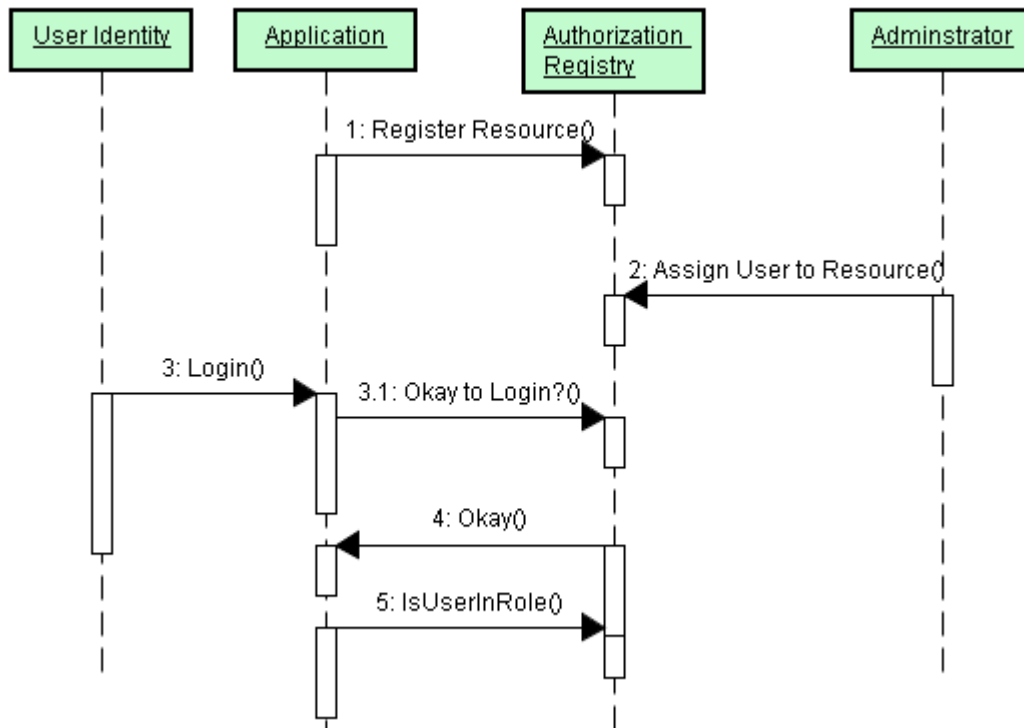 User Identity
Application
Authorization
Registry
Adminstrator
1: Register Resource()
2: Assign User to Resource()
3: Login()
3.1: Okay to Login?()
4: Okay()
5: IsUserInRole()